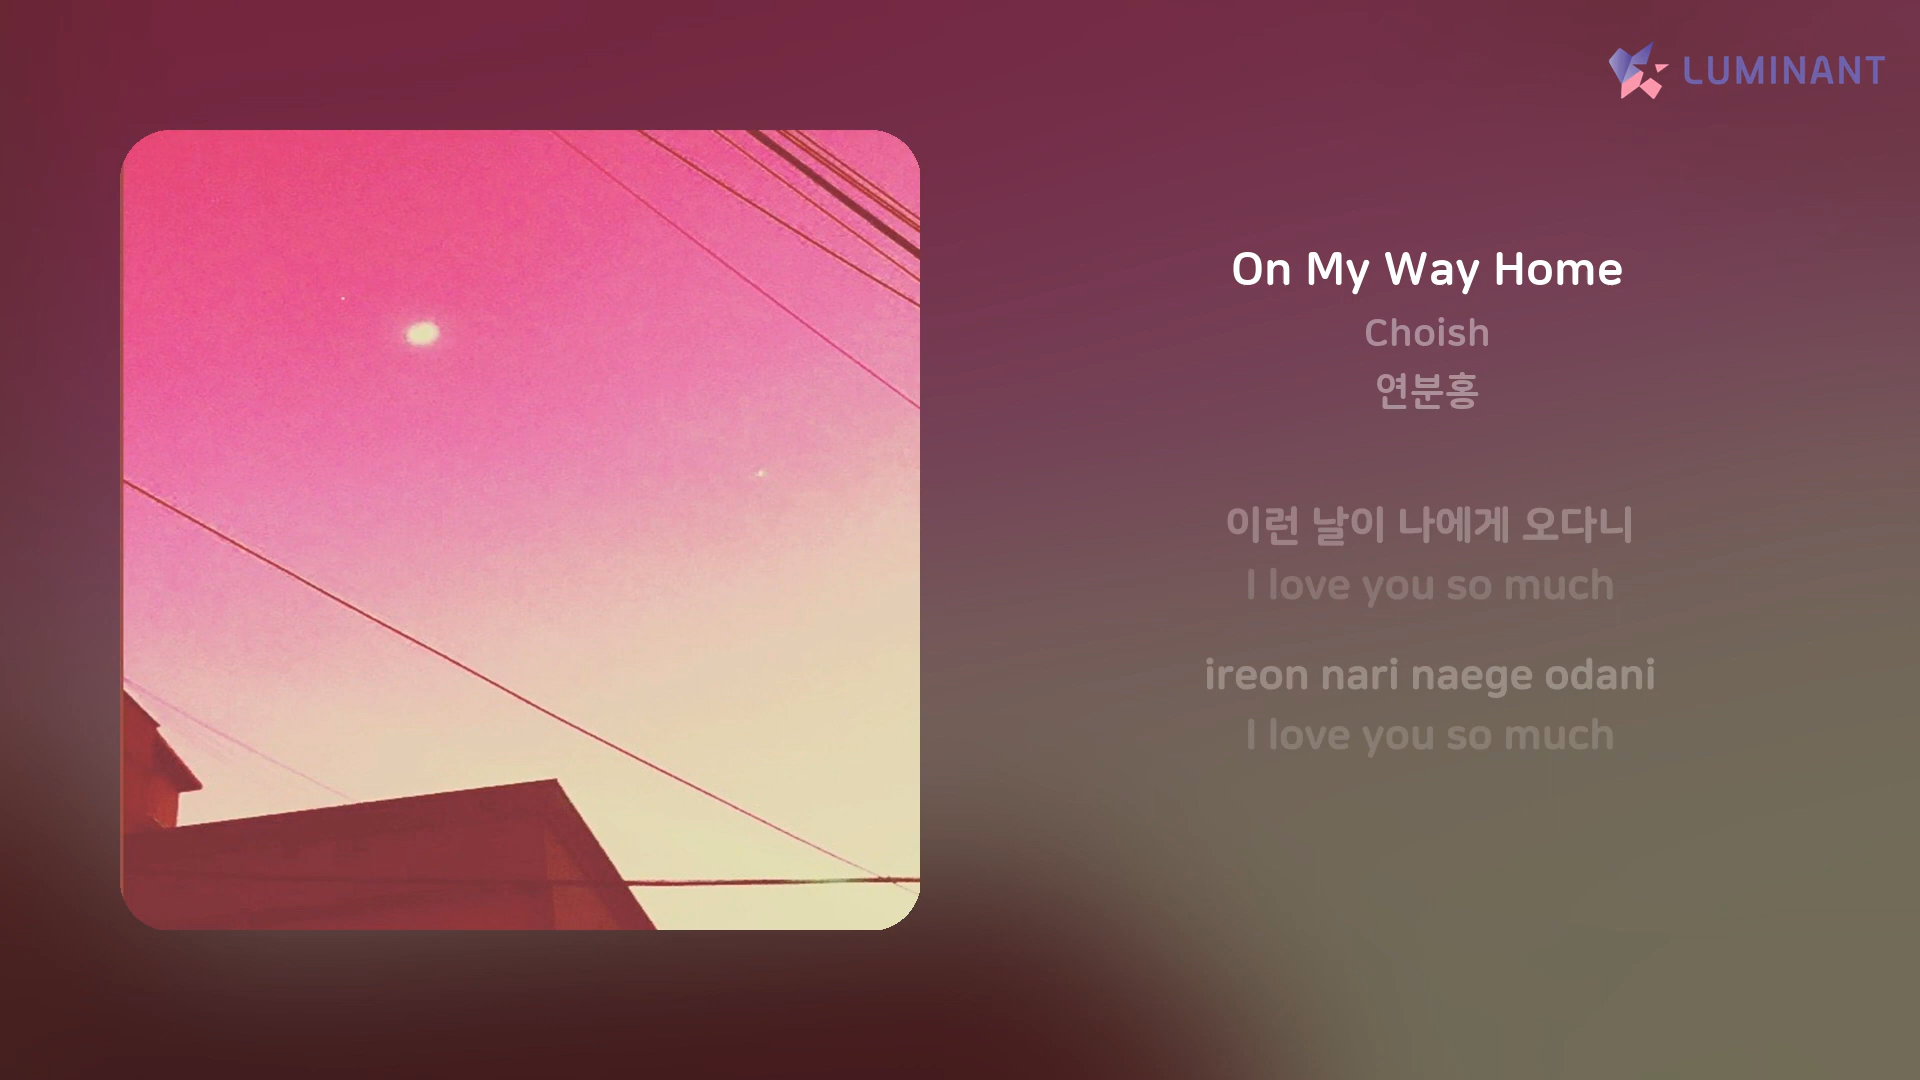 LUMINANT
On My Way Home
Choish
연분홍
이런 날이 나에게 오다니
I love you so much
ireon nari naege odani
I love you so much